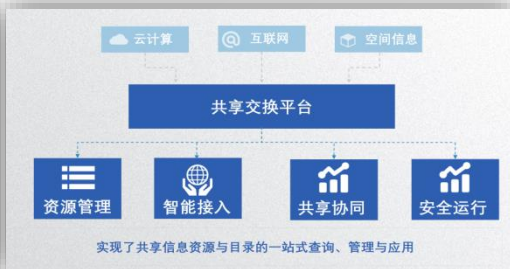 云计算
互联网
空间信息
共享交换平台
资源管理
智能接入
共享协同
安全运行
实现了共享信息资源与目录的一站式查询、管理与应用